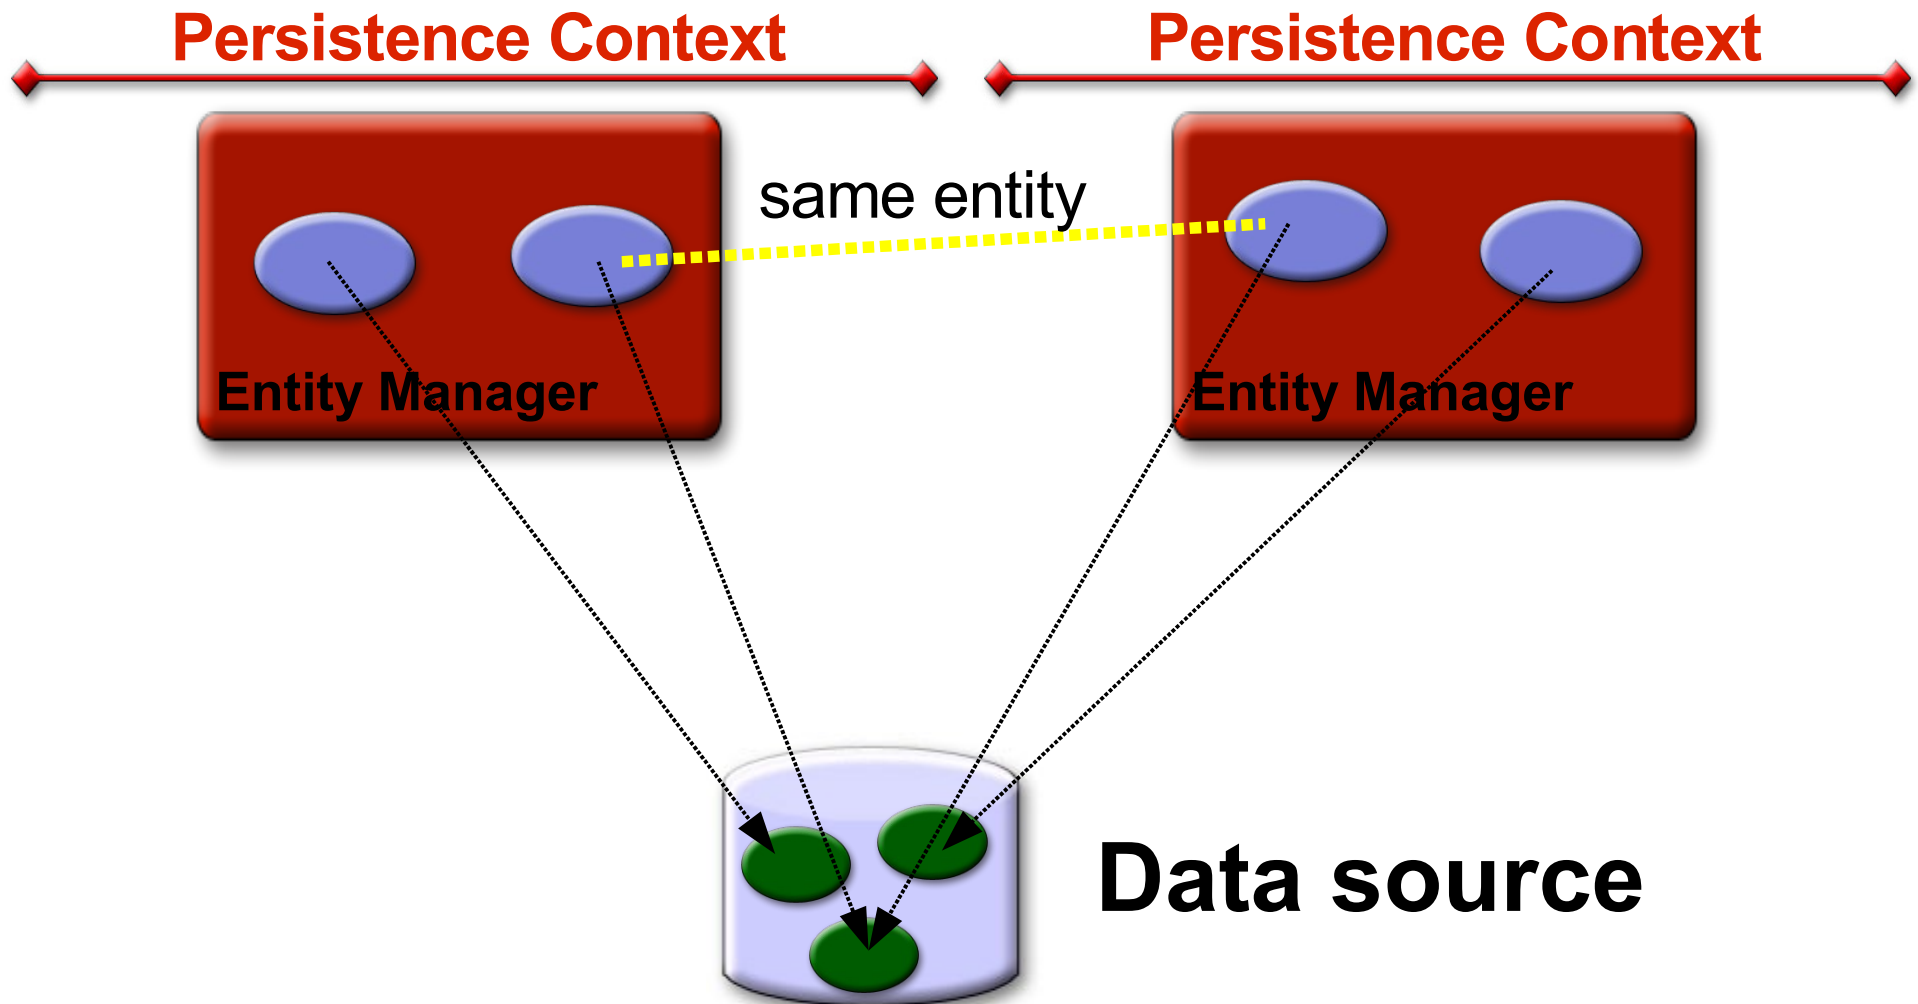 Persistence Context
Persistence Context
same entity
Entity Manager
Entity Manager
Data source